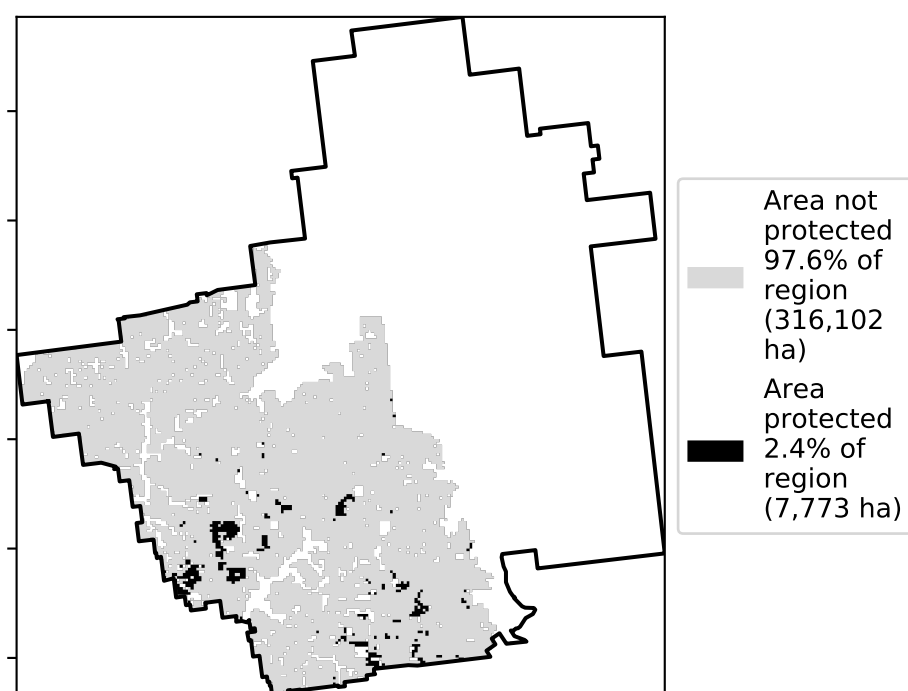 Area not
protected
97.6% of
region
(316,102
ha)
Area
protected
2.4% of
region
(7,773 ha)